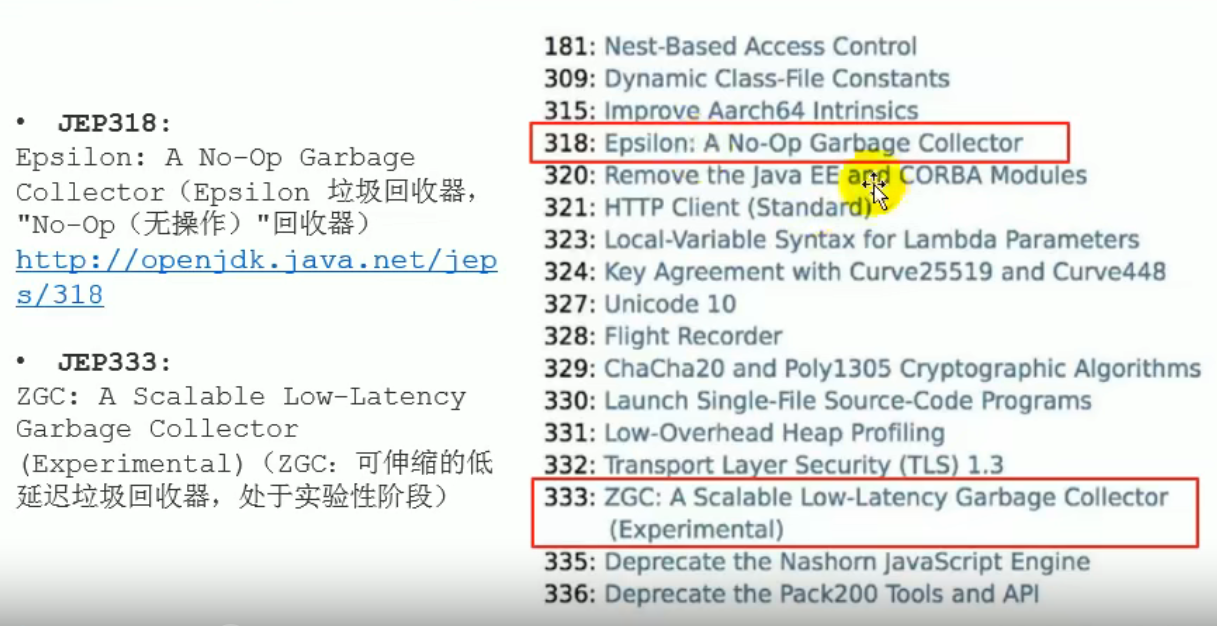 • JEP318:
Epsilon: A No-Op Garbage
Collector（Epsilon 垃圾回收器，
"No-Op（无操作）"回收器）
http://openjdk.java.net/jep
s/318
• JEP333:
ZGC: A Scalable Low-Latency
Garbage Collector
(Experimental)（ZGC：可伸缩的低
延迟垃圾回收器，处于实验性阶段）
181: Nest-Based Access Control
309: Dynamic Class-File Constants
315: Improve Aarch64 Intrinsics
318: Epsilon: A No-Op Garbage Collector
320: Remove the Java EE and CORBA Modules
321: HTTP Client (Standard)
323: Local-Variable Syntax for Lambda Parameters
324: Key Agreement with Curve25519 and Curve448
327: Unicode 10
328: Flight Recorder
329: ChaCha20 and Poly1305 Cryptographic Algorithms
330: Launch Single-File Source-Code Programs
331: Low-Overhead Heap Profiling
332: Transport Layer Security (TLS) 1.3
333: ZGC: A Scalable Low-Latency Garbage Collector
(Experimental)
335: Deprecate the Nashorn JavaScript Engine
336: Deprecate the Pack200 Tools and API